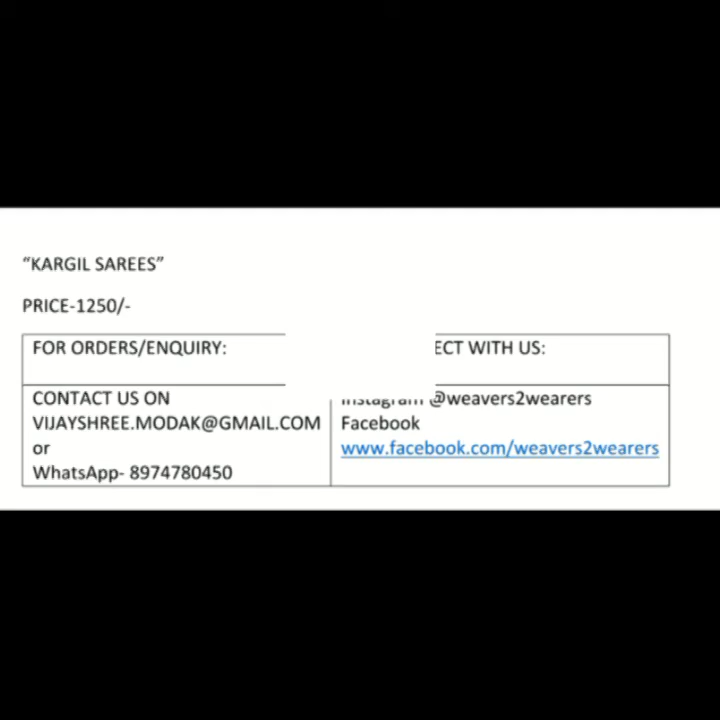 “KARGIL SAREES”
PRICE-1250/-
FOR ORDERS/ENQUIRY:
ECT WITH US:
CONTACT US ON
VIJAYSHREE.MODAK@GMAIL.COM
or
WhatsApp- 8974780450
Instagram @weavers2wearers
Facebook
www.facebook.com/weavers2wearers